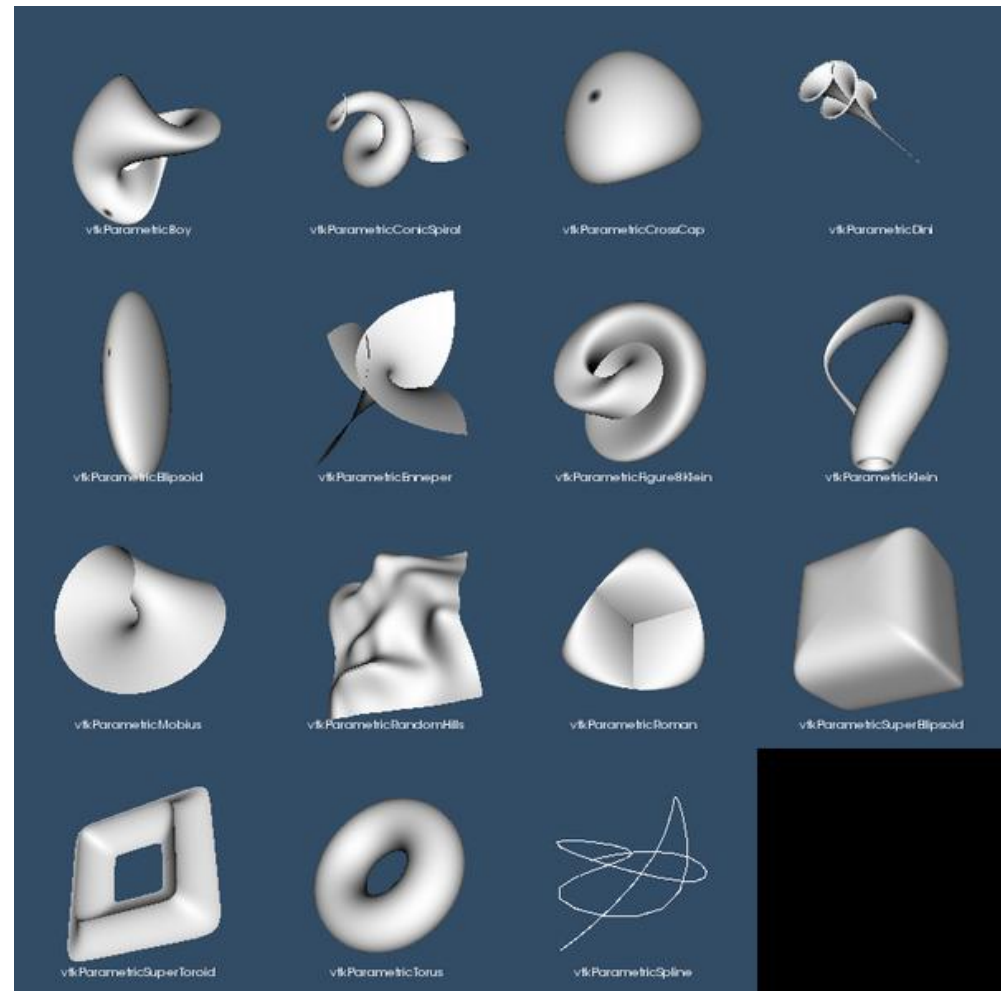 vtkParametricBoy
vtkParametricConicSpiral
vtkParametricCrossCap
vtkParametricDini
vtkParametricEllipsoid
vtkParametricEnneper
vtkParametricFigure8Klein
vtkParametricKlein
vtkParametricMobius
vtkParametricRandomHills
vtkParametricRoman
vtkParametricSuperEllipsoid
vtkParametricSuperToroid
vtkParametricTorus
vtkParametricSpline